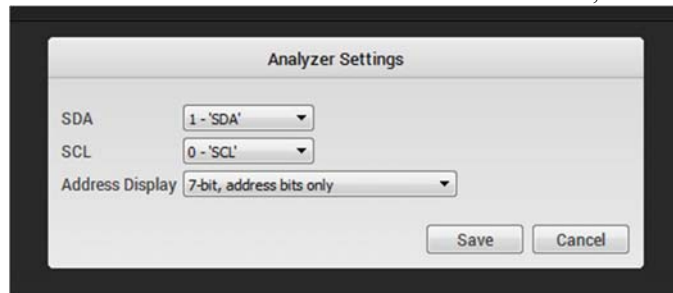 Analyzer Settings
SDA 1 - 'SDA'
SCL 0 - 'SCL'
Address Display 7-bit, address bits only
Save Cancel